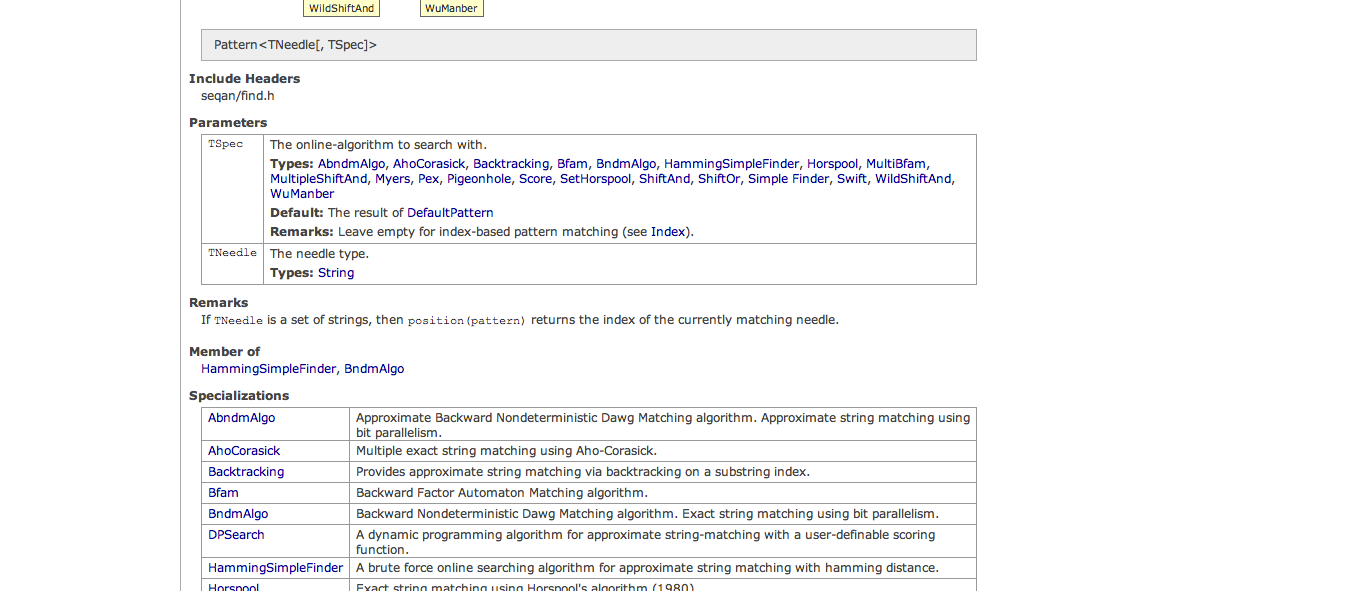 WildShiftAnd WuManber
Pattern<TNeedle[, TSpec]>
Include Headers
seqan/find.h
Parameters
TSpec The online-algorithm to search with.
Types: AbndmAlgo, AhoCorasick, Backtracking, Bfam, BndmAlgo, HammingSimpleFinder, Horspool, MultiBfam,
MultipleShiftAnd, Myers, Pex, Pigeonhole, Score, SetHorspool, ShiftAnd, ShiftOr, Simple Finder, Swift, WildShiftAnd,
WuManber
Default: The result of DefaultPattern
Remarks: Leave empty for index-based pattern matching (see Index).
TNeedle The needle type.
Types: String
Remarks
If TNeedle is a set of strings, then position(pattern) returns the index of the currently matching needle.
Member of
HammingSimpleFinder, BndmAlgo
Specializations
AbndmAlgo Approximate Backward Nondeterministic Dawg Matching algorithm. Approximate string matching using
bit parallelism.
AhoCorasick Multiple exact string matching using Aho-Corasick.
Backtracking Provides approximate string matching via backtracking on a substring index.
Bfam Backward Factor Automaton Matching algorithm.
BndmAlgo Backward Nondeterministic Dawg Matching algorithm. Exact string matching using bit parallelism.
DPSearch A dynamic programming algorithm for approximate string-matching with a user-definable scoring
function.
HammingSimpleFinder A brute force online searching algorithm for approximate string matching with hamming distance.
Horspool Exact string matching using Horspool's algorithm (1980).